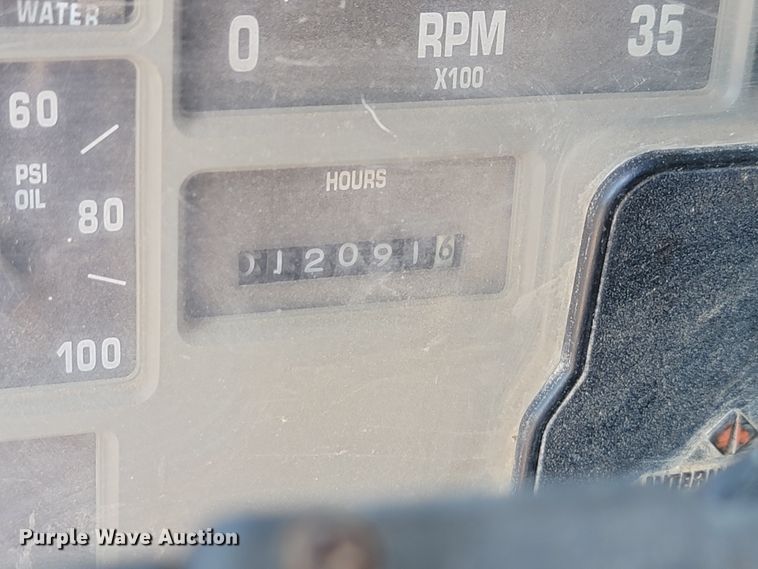 WATER
0 RPM 35
X100
60
PSI
OIL
80
100
HOURS
0120916
Purple Wave Auction